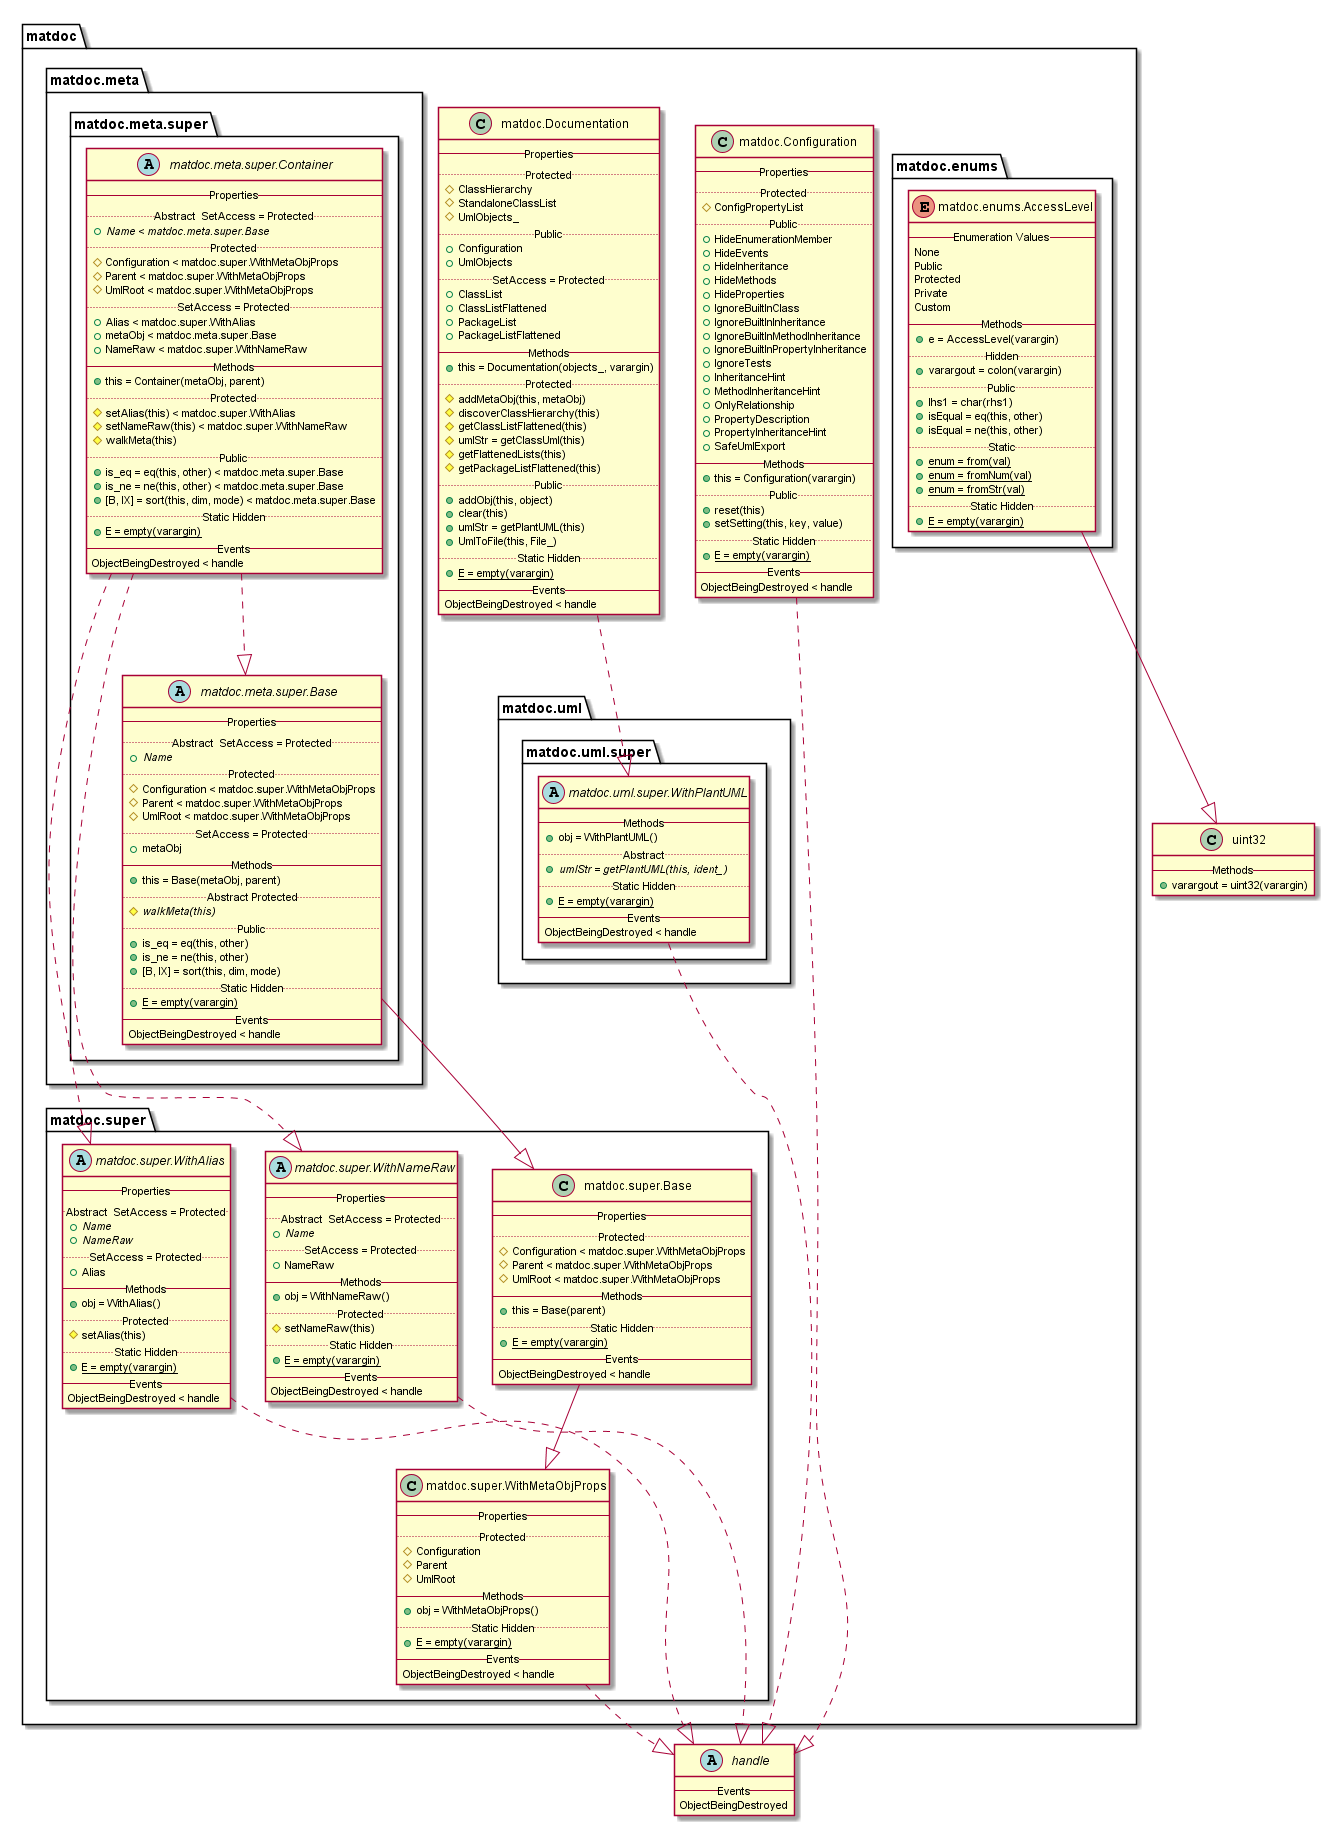 matdoc
matdoc.meta
matdoc.meta.super
A matdoc.meta.super.Container
Properties
Abstract SetAccess = Protected
Name < matdoc.meta.super.Base
Protected
Configuration < matdoc.super.WithMetaObjProps
Parent < matdoc.super.WithMetaObjProps
UmlRoot < matdoc.super.WithMetaObjProps
SetAccess = Protected
Alias < matdoc.super.WithAlias
metaObj < matdoc.meta.super.Base
NameRaw < matdoc.super.WithNameRaw
Methods
this = Container(metaObj, parent)
Protected
setAlias(this) < matdoc.super.WithAlias
setNameRaw(this) < matdoc.super.WithNameRaw
walkMeta(this)
Public
is_eq = eq(this, other) < matdoc.meta.super.Base
is_ne = ne(this, other) < matdoc.meta.super.Base
[B, IX] = sort(this, dim, mode) < matdoc.meta.super.Base
Static Hidden
E = empty(varargin)
Events
ObjectBeingDestroyed < handle
C matdoc.Documentation
Properties
Protected
ClassHierarchy
StandaloneClassList
UmlObjects_
Public
Configuration
UmlObjects
SetAccess = Protected
ClassList
ClassListFlattened
PackageList
PackageListFlattened
Methods
this = Documentation(objects_, varargin)
Protected
addMetaObj(this, metaObj)
discoverClassHierarchy(this)
getClassListFlattened(this)
umlStr = getClassUml(this)
getFlattenedLists(this)
getPackageListFlattened(this)
Public
addObj(this, object)
clear(this)
umlStr = getPlantUML(this)
UmlToFile(this, File_)
Static Hidden
E = empty(varargin)
Events
ObjectBeingDestroyed < handle
C matdoc.Configuration
Properties
Protected
ConfigPropertyList
Public
HideEnumerationMember
HideEvents
HideInheritance
HideMethods
HideProperties
IgnoreBuiltInClass
IgnoreBuiltInInheritance
IgnoreBuiltInMethodInheritance
IgnoreBuiltInPropertyInheritance
IgnoreTests
InheritanceHint
MethodInheritanceHint
OnlyRelationship
PropertyDescription
PropertyInheritanceHint
SafeUmlExport
Methods
this = Configuration(varargin)
Public
reset(this)
setSetting(this, key, value)
Static Hidden
E = empty(varargin)
Events
ObjectBeingDestroyed < handle
matdoc.enums
E matdoc.enums.AccessLevel
Enumeration Values
None
Public
Protected
Private
Custom
Methods
e = AccessLevel(varargin)
Hidden
varargout = colon(varargin)
Public
lhs1 = char(rhs1)
isEqual = eq(this, other)
isEqual = ne(this, other)
Static
enum = from(val)
enum = fromNum(val)
enum = fromStr(val)
Static Hidden
E = empty(varargin)
A matdoc.meta.super.Base
Properties
Abstract SetAccess = Protected
Name
Protected
Configuration < matdoc.super.WithMetaObjProps
Parent < matdoc.super.WithMetaObjProps
UmlRoot < matdoc.super.WithMetaObjProps
SetAccess = Protected
metaObj
Methods
this = Base(metaObj, parent)
Abstract Protected
walkMeta(this)
Public
is_eq = eq(this, other)
is_ne = ne(this, other)
[B, IX] = sort(this, dim, mode)
Static Hidden
E = empty(varargin)
Events
ObjectBeingDestroyed < handle
matdoc.uml
matdoc.uml.super
A matdoc.uml.super.WithPlantUML
Methods
obj = WithPlantUML()
Abstract
umlStr = getPlantUML(this, ident_)
Static Hidden
E = empty(varargin)
Events
ObjectBeingDestroyed < handle
C uint32
Methods
varargout = uint32(varargin)
matdoc.super
A matdoc.super.WithAlias
Properties
Abstract SetAccess = Protected
Name
NameRaw
SetAccess = Protected
Alias
Methods
obj = WithAlias()
Protected
setAlias(this)
Static Hidden
E = empty(varargin)
Events
ObjectBeingDestroyed < handle
A matdoc.super.WithNameRaw
Properties
Abstract SetAccess = Protected
Name
SetAccess = Protected
NameRaw
Methods
obj = WithNameRaw()
Protected
setNameRaw(this)
Static Hidden
E = empty(varargin)
Events
ObjectBeingDestroyed < handle
C matdoc.super.Base
Properties
Protected
Configuration < matdoc.super.WithMetaObjProps
Parent < matdoc.super.WithMetaObjProps
UmlRoot < matdoc.super.WithMetaObjProps
Methods
this = Base(parent)
Static Hidden
E = empty(varargin)
Events
ObjectBeingDestroyed < handle
C matdoc.super.WithMetaObjProps
Properties
Protected
Configuration
Parent
UmlRoot
Methods
obj = WithMetaObjProps()
Static Hidden
E = empty(varargin)
Events
ObjectBeingDestroyed < handle
A handle
Events
ObjectBeingDestroyed